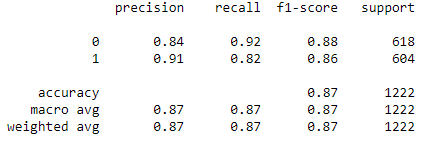 precision recall f1-score support
0 0.84 0.92 0.88 618
1 0.91 0.82 0.86 604
accuracy 0.87 1222
macro avg 0.87 0.87 0.87 1222
weighted avg 0.87 0.87 0.87 1222